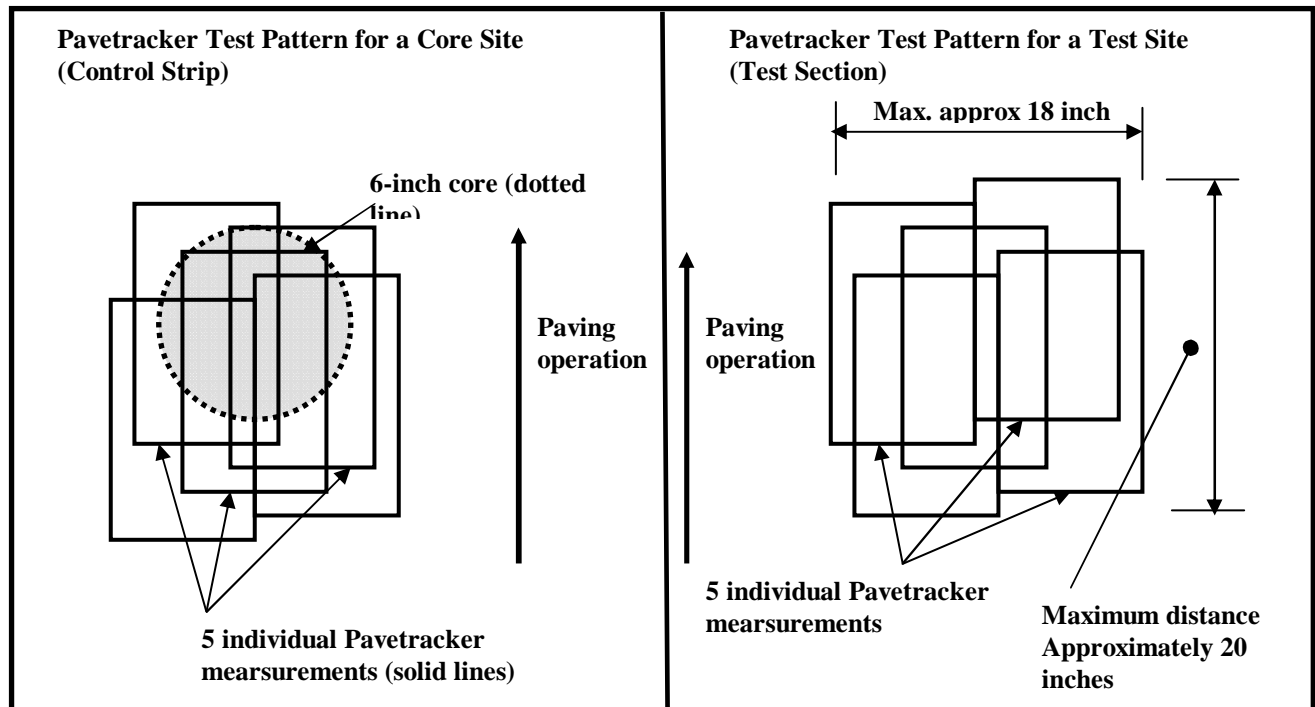 Pavetracker Test Pattern for a Core Site
(Control Strip)
6-inch core (dotted
line)
Paving
operation
5 individual Pavetracker
mearsurements (solid lines)
Pavetracker Test Pattern for a Test Site
(Test Section)
Max. approx 18 inch
Paving
operation
5 individual Pavetracker
mearsurements
Maximum distance
Approximately 20
inches